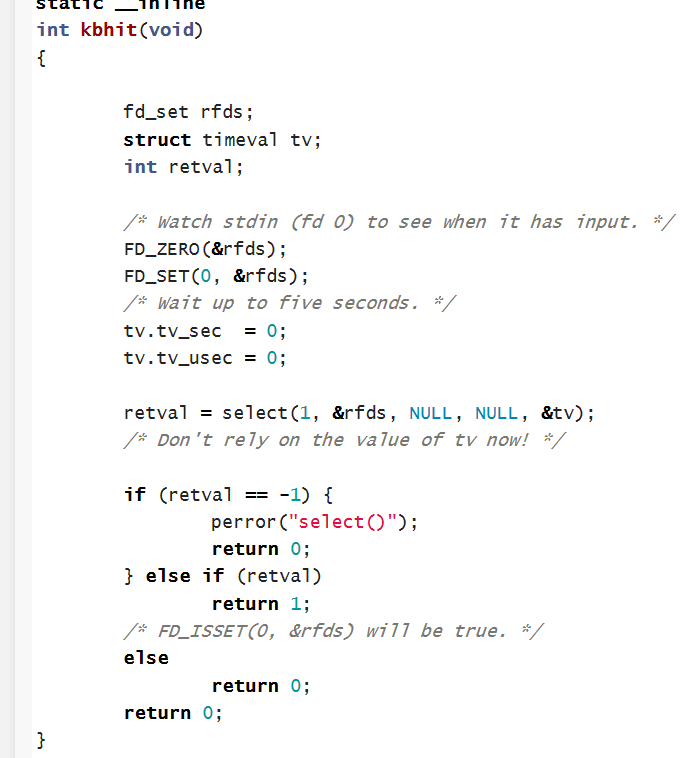 static __inline
int kbhit(void)
{
fd_set rfds;
struct timeval tv;
int retval;
/* Watch stdin (fd 0) to see when it has input. */
FD_ZERO(&rfds);
FD_SET(0, &rfds);
/* Wait up to five seconds. */
tv.tv_sec  = 0;
tv.tv_usec = 0;
retval = select(1, &rfds, NULL, NULL, &tv);
/* Don't rely on the value of tv now! */
if (retval == -1) {
perror("select()");
return 0;
} else if (retval)
return 1;
/* FD_ISSET(0, &rfds) will be true. */
else
return 0;
return 0;
}